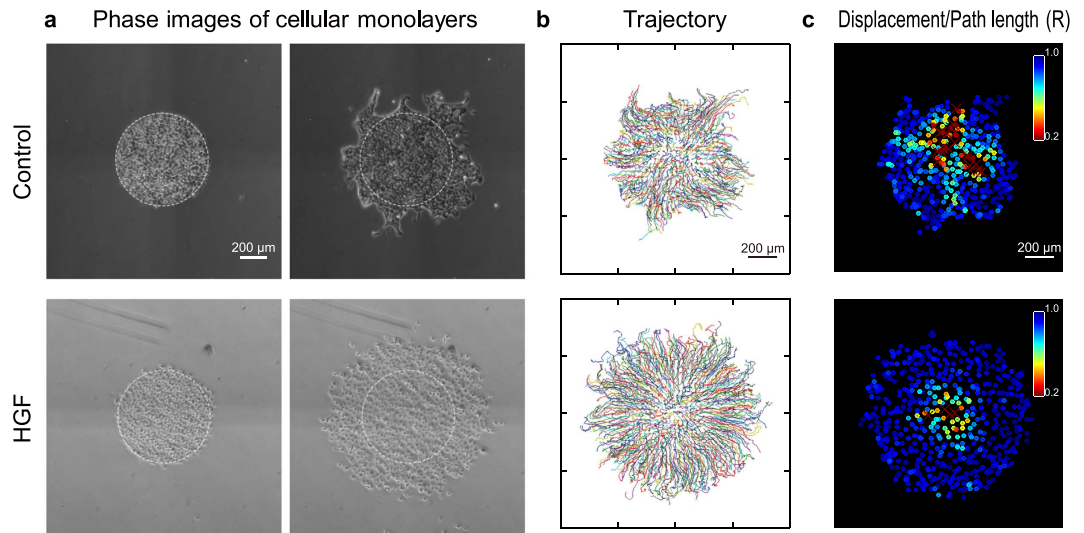 a Phase images of cellular monolayers
b Trajectory
c Displacement/Path length (R)
Control
200 µm
200 µm
1.0
0.2
200 µm
HGF
1.0
0.2